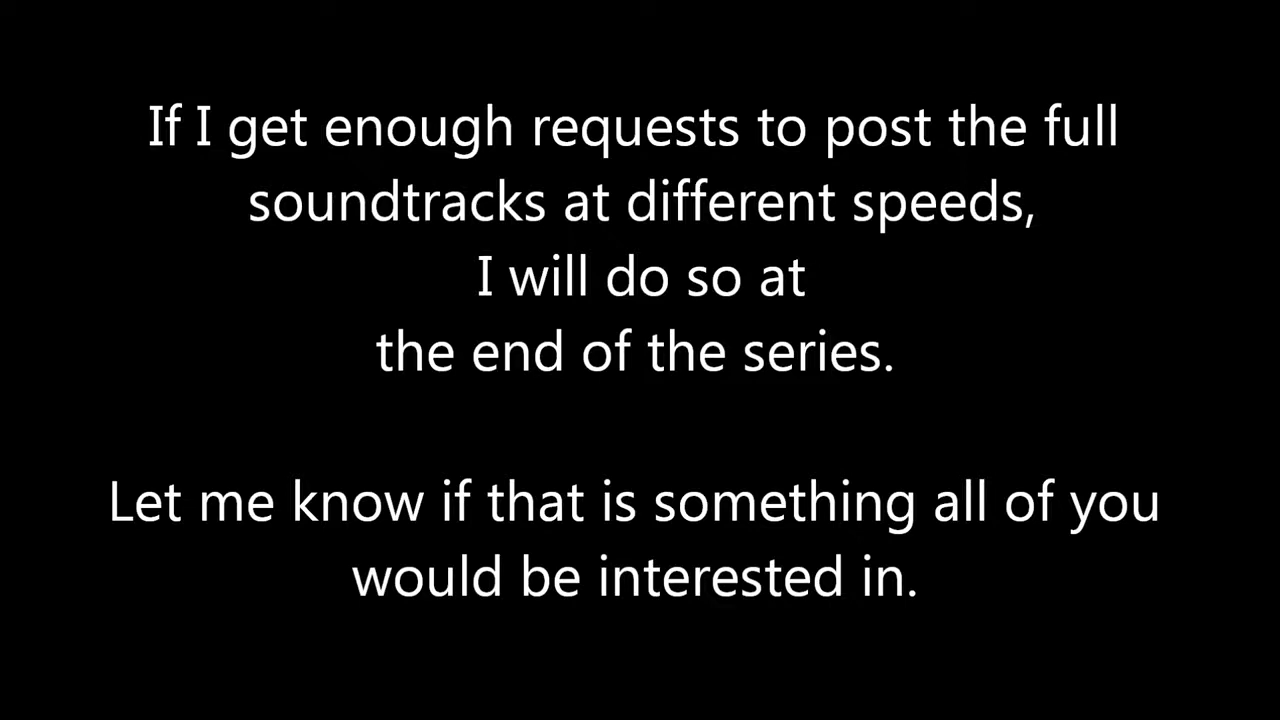 If I get enough requests to post the full
soundtracks at different speeds,
I will do so at
the end of the series.
Let me know if that is something all of you
would be interested in.